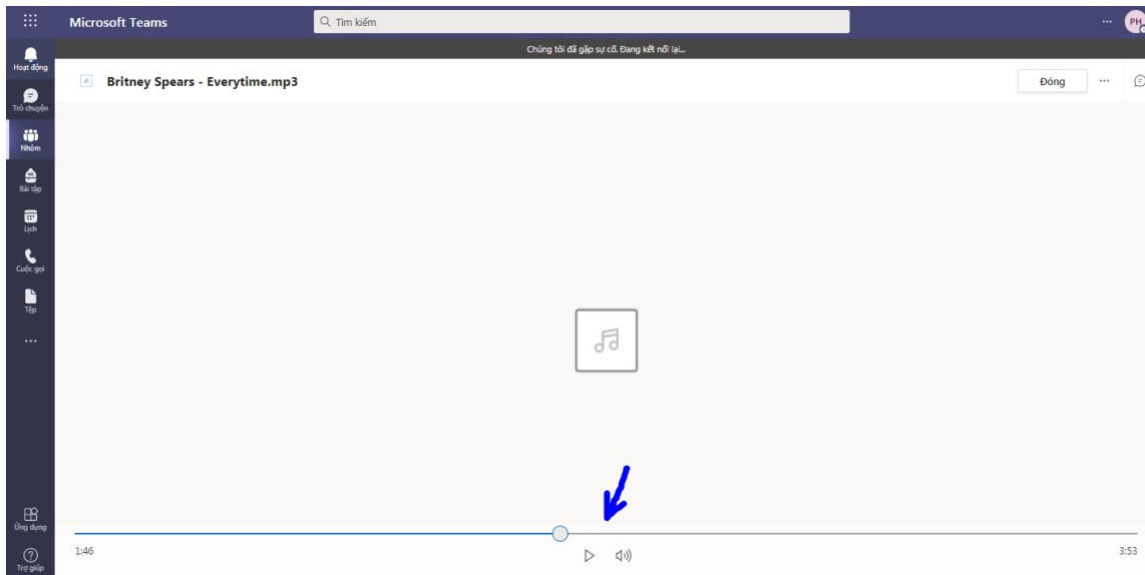 Microsoft Teams
Tìm kiếm
PH
Chúng tôi đã gặp sự cố. Đang kết nối lại...
Hoạt động
Britney Spears - Everytime.mp3
Đóng
Trò chuyện
Nhóm
Bài tập
Lịch
Cuộc gọi
Tệp
Ứng dụng
Trợ giúp
1:46
3:53